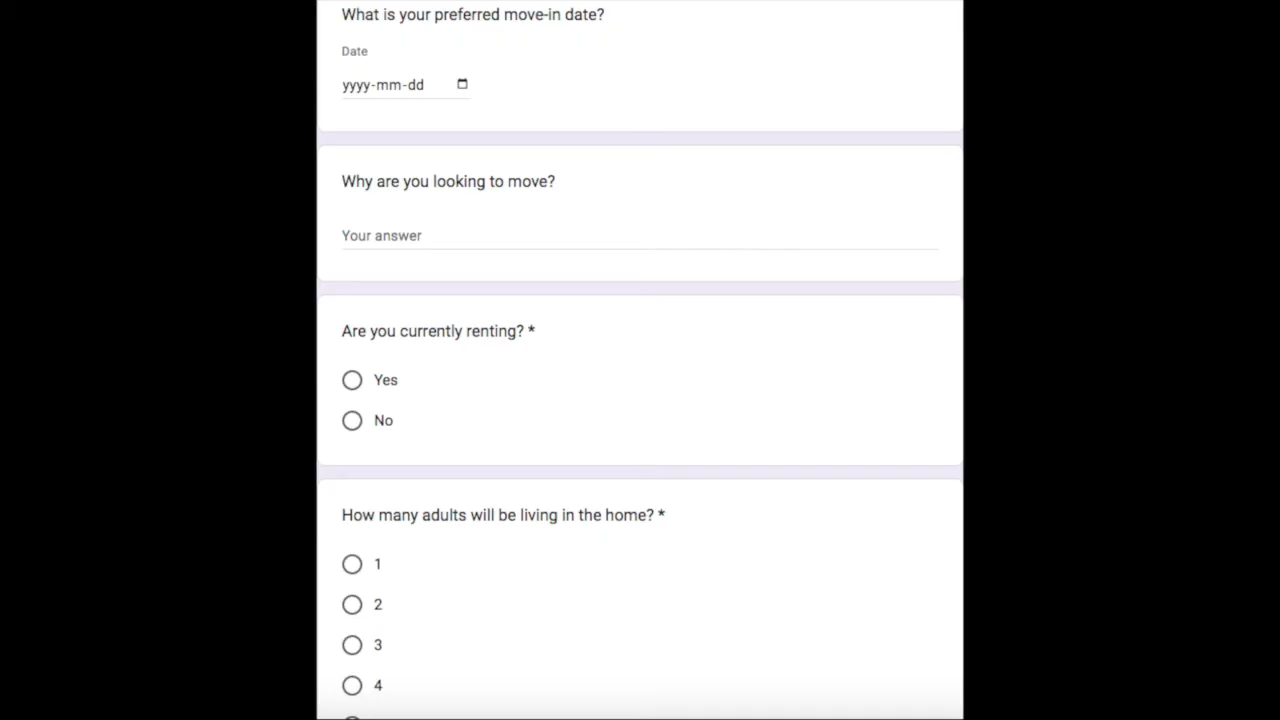 What is your preferred move-in date?
Date
yyyy-mm-dd
Why are you looking to move?
Your answer
Are you currently renting? *
Yes
No
How many adults will be living in the home? *
1
2
3
4